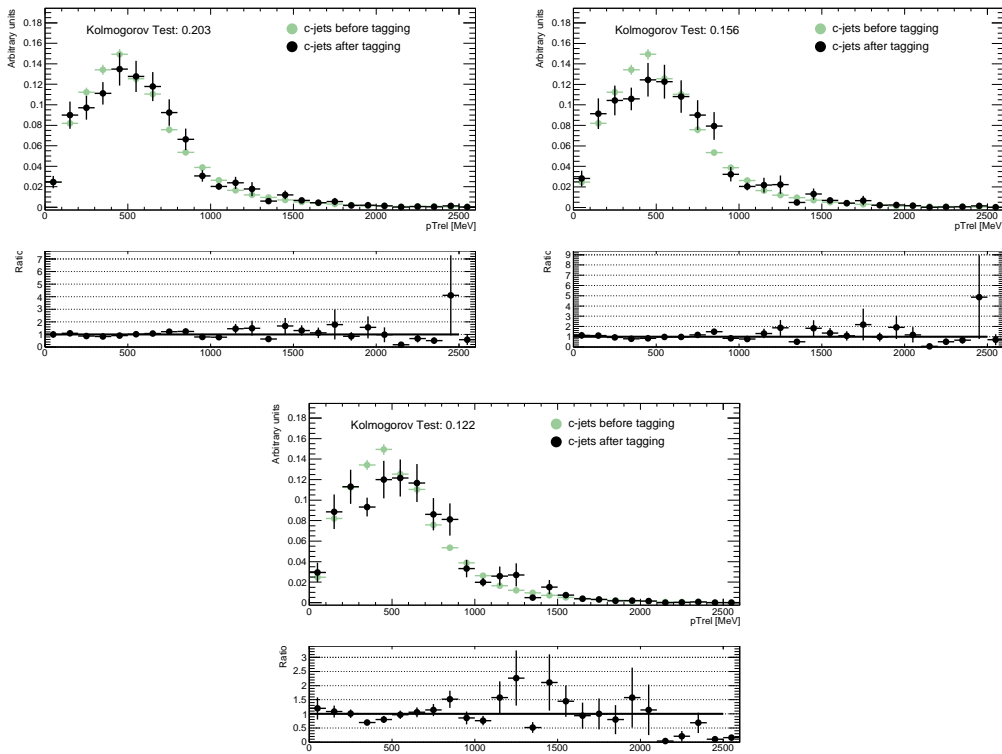 Arbitrary units
0.18
0.16
0.14
0.12
0.1
0.08
0.06
0.04
0.02
0
Kolmogorov Test: 0.203
c-jets before tagging
c-jets after tagging
0 500 1000 1500 2000 2500
pTrel [MeV]
Ratio
7
6
5
4
3
2
1
0
0 500 1000 1500 2000 2500
Arbitrary units
0.18
0.16
0.14
0.12
0.1
0.08
0.06
0.04
0.02
0
Kolmogorov Test: 0.156
c-jets before tagging
c-jets after tagging
0 500 1000 1500 2000 2500
pTrel [MeV]
Ratio
9
8
7
6
5
4
3
2
1
0
0 500 1000 1500 2000 2500
Arbitrary units
0.18
0.16
0.14
0.12
0.1
0.08
0.06
0.04
0.02
0
Kolmogorov Test: 0.122
c-jets before tagging
c-jets after tagging
0 500 1000 1500 2000 2500
pTrel [MeV]
Ratio
3
2.5
2
1.5
1
0.5
0
0 500 1000 1500 2000 2500